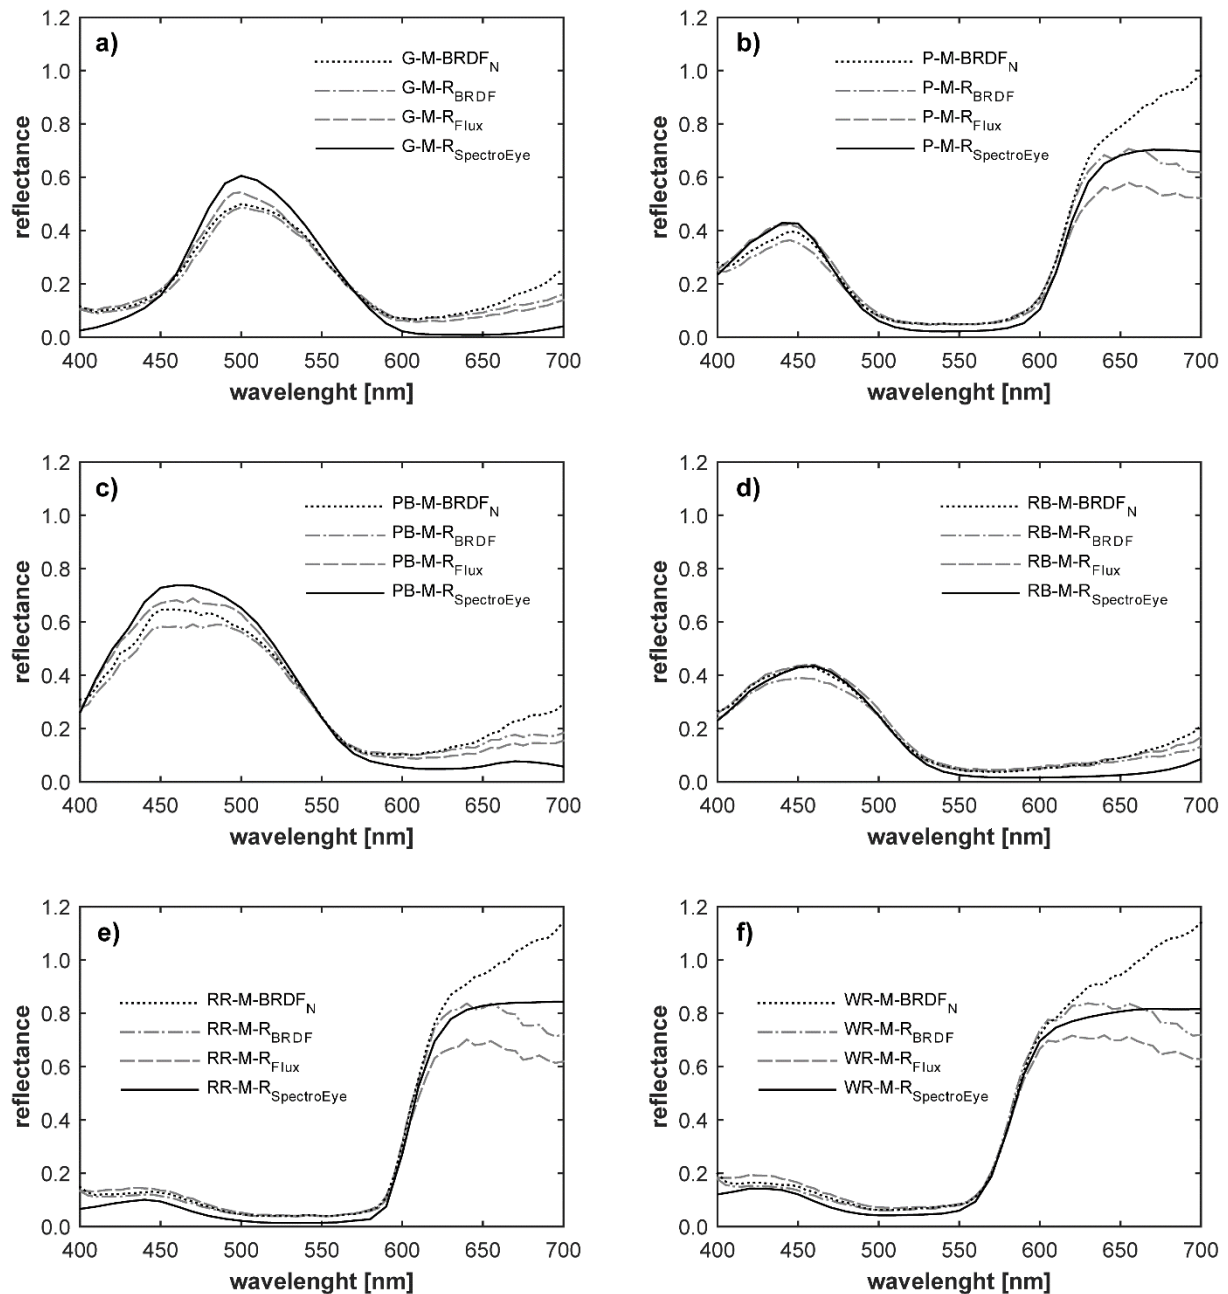 a)
G-M-BRDF_N
G-M-R_BRDF
G-M-R_Flux
G-M-R_SpectroEye
reflectance
1.2
1.0
0.8
0.6
0.4
0.2
0.0
400 450 500 550 600 650 700
wavelenght [nm]
b)
P-M-BRDF_N
P-M-R_BRDF
P-M-R_Flux
P-M-R_SpectroEye
reflectance
1.2
1.0
0.8
0.6
0.4
0.2
0.0
400 450 500 550 600 650 700
wavelenght [nm]
c)
PB-M-BRDF_N
PB-M-R_BRDF
PB-M-R_Flux
PB-M-R_SpectroEye
reflectance
1.2
1.0
0.8
0.6
0.4
0.2
0.0
400 450 500 550 600 650 700
wavelenght [nm]
d)
RB-M-BRDF_N
RB-M-R_BRDF
RB-M-R_Flux
RB-M-R_SpectroEye
reflectance
1.2
1.0
0.8
0.6
0.4
0.2
0.0
400 450 500 550 600 650 700
wavelenght [nm]
e)
RR-M-BRDF_N
RR-M-R_BRDF
RR-M-R_Flux
RR-M-R_SpectroEye
reflectance
1.2
1.0
0.8
0.6
0.4
0.2
0.0
400 450 500 550 600 650 700
wavelenght [nm]
f)
WR-M-BRDF_N
WR-M-R_BRDF
WR-M-R_Flux
WR-M-R_SpectroEye
reflectance
1.2
1.0
0.8
0.6
0.4
0.2
0.0
400 450 500 550 600 650 700
wavelenght [nm]